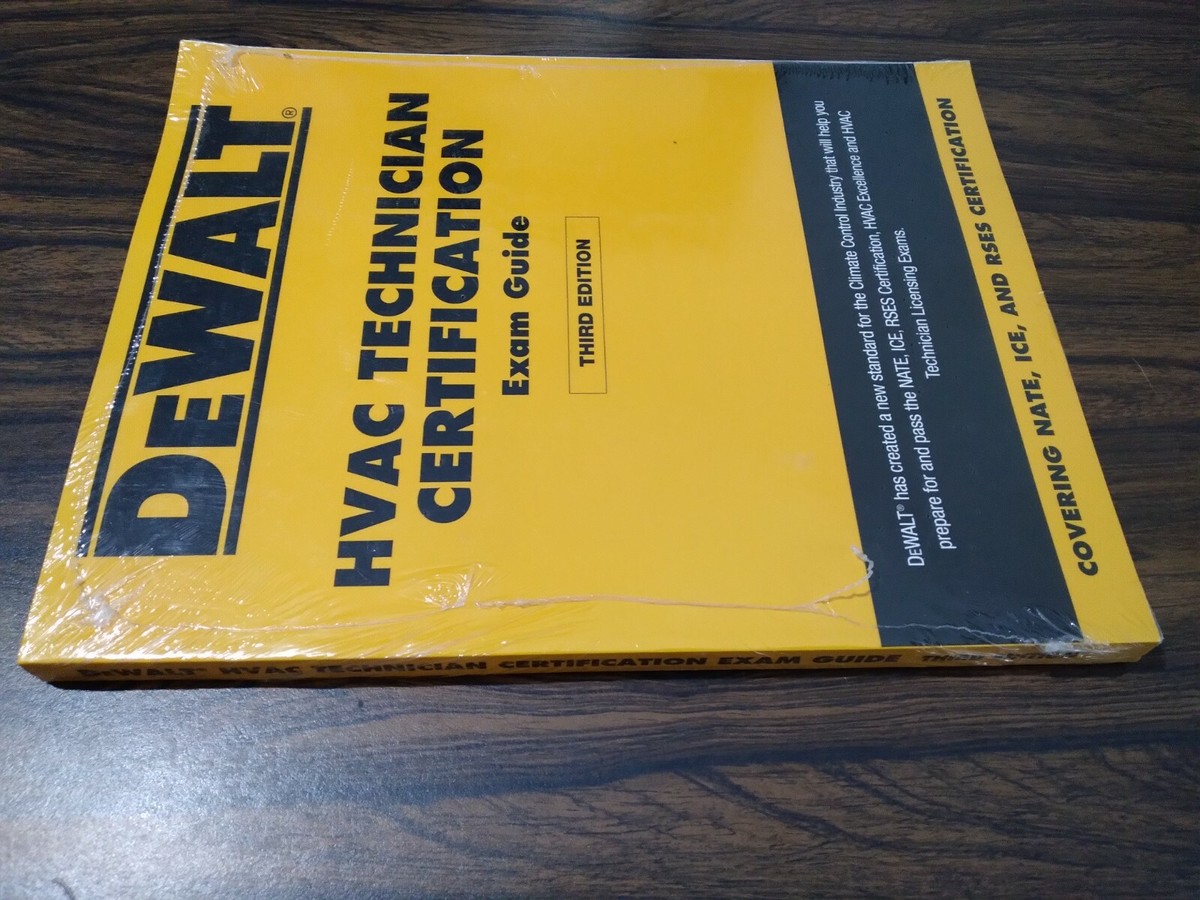 DEWALT®
HVAC TECHNICIAN
CERTIFICATION
Exam Guide
THIRD EDITION
DEWALT® has created a new standard for the Climate Control Industry that will help you
prepare for and pass the NATE, ICE, RSES Certification, HVAC Excellence and HVAC
Technician Licensing Exams.
COVERING NATE, ICE, AND RSES CERTIFICATION
DEWALT® HVAC TECHNICIAN CERTIFICATION EXAM GUIDE THIRD EDITION